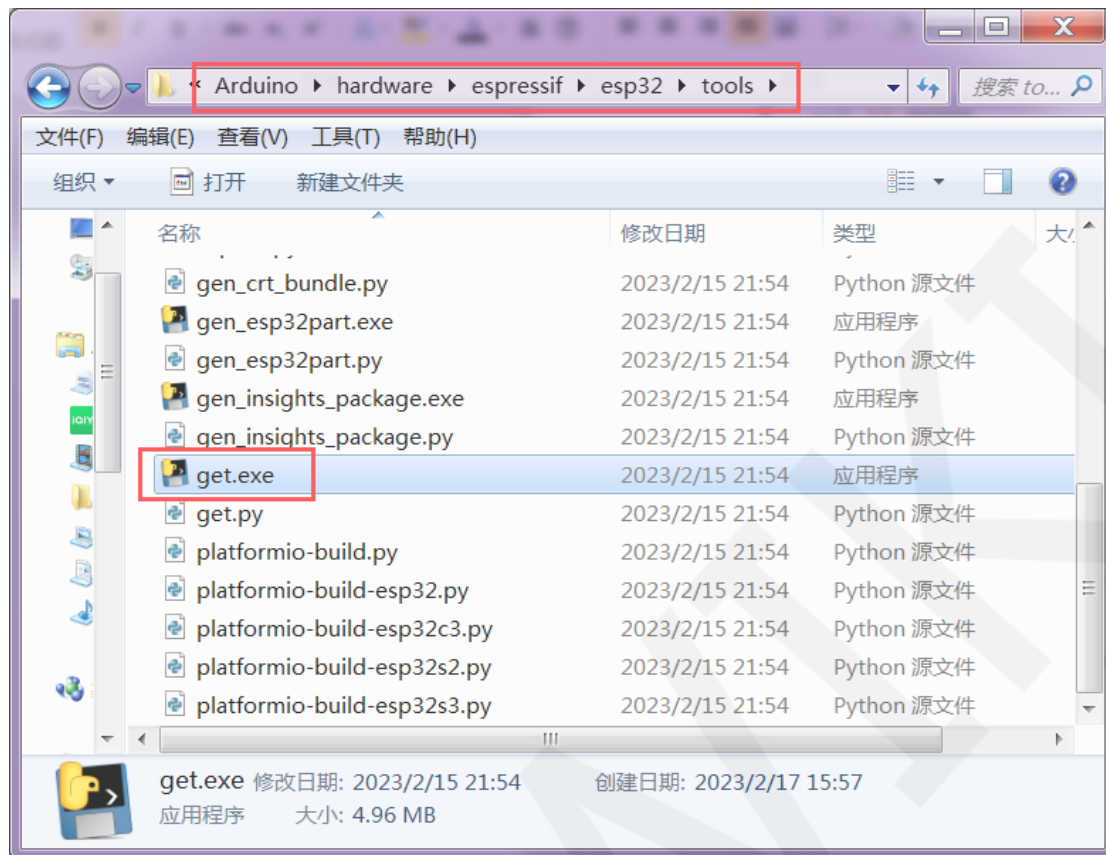 « Arduino ▸ hardware ▸ espressif ▸ esp32 ▸ tools ▸ 搜索 to...
文件(F) 编辑(E) 查看(V) 工具(T) 帮助(H)
组织 打开 新建文件夹
名称 修改日期 类型 大
gen_crt_bundle.py 2023/2/15 21:54 Python 源文件
gen_esp32part.exe 2023/2/15 21:54 应用程序
gen_esp32part.py 2023/2/15 21:54 Python 源文件
gen_insights_package.exe 2023/2/15 21:54 应用程序
gen_insights_package.py 2023/2/15 21:54 Python 源文件
get.exe 2023/2/15 21:54 应用程序
get.py 2023/2/15 21:54 Python 源文件
platformio-build.py 2023/2/15 21:54 Python 源文件
platformio-build-esp32.py 2023/2/15 21:54 Python 源文件
platformio-build-esp32c3.py 2023/2/15 21:54 Python 源文件
platformio-build-esp32s2.py 2023/2/15 21:54 Python 源文件
platformio-build-esp32s3.py 2023/2/15 21:54 Python 源文件
get.exe 修改日期: 2023/2/15 21:54 创建日期: 2023/2/17 15:57
应用程序 大小: 4.96 MB